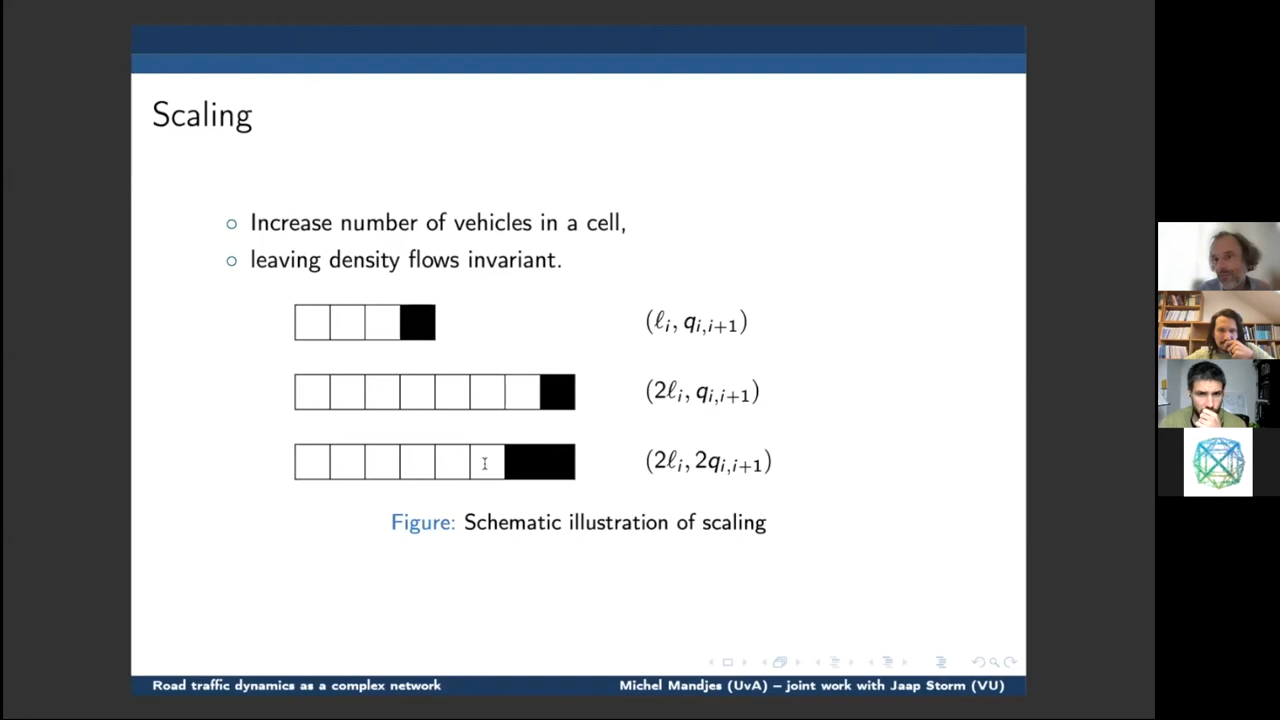 Scaling
Increase number of vehicles in a cell,
leaving density flows invariant.
(ℓᵢ, qᵢ,ᵢ₊₁)
(2ℓᵢ, qᵢ,ᵢ₊₁)
(2ℓᵢ, 2qᵢ,ᵢ₊₁)
Figure: Schematic illustration of scaling
Road traffic dynamics as a complex network
Michel Mandjes (UvA) – joint work with Jaap Storm (VU)